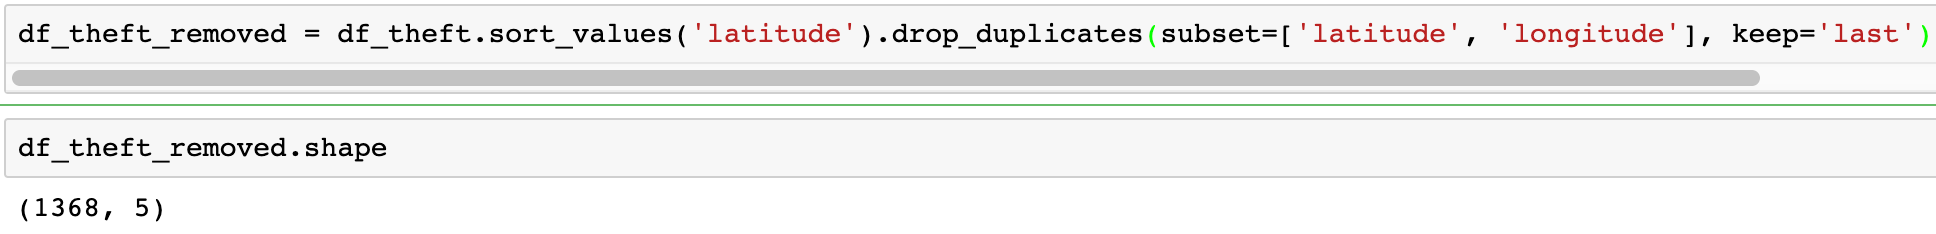 df_theft_removed = df_theft.sort_values('latitude').drop_duplicates(subset=['latitude', 'longitude'], keep='last')
df_theft_removed.shape
(1368, 5)